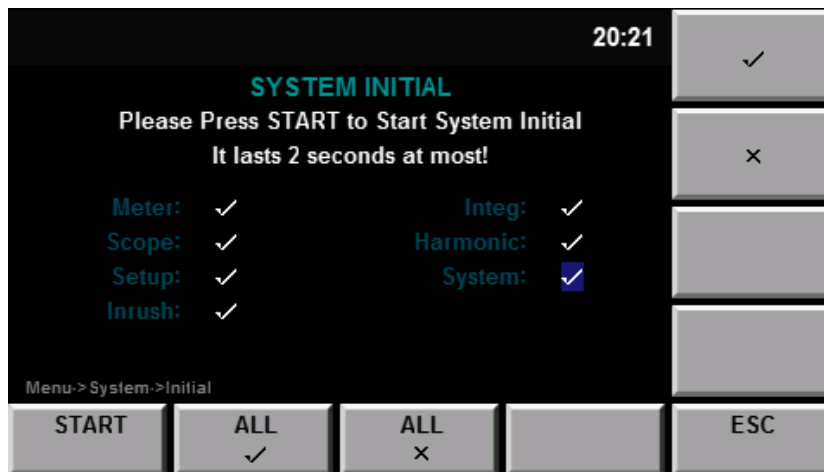 20:21
✓
SYSTEM INITIAL
Please Press START to Start System Initial
It lasts 2 seconds at most!
×
Meter: ✓ Integ: ✓
Scope: ✓ Harmonic: ✓
Setup: ✓ System: ✓
Inrush: ✓
Menu->System->Initial
START
ALL ✓
ALL ×
ESC